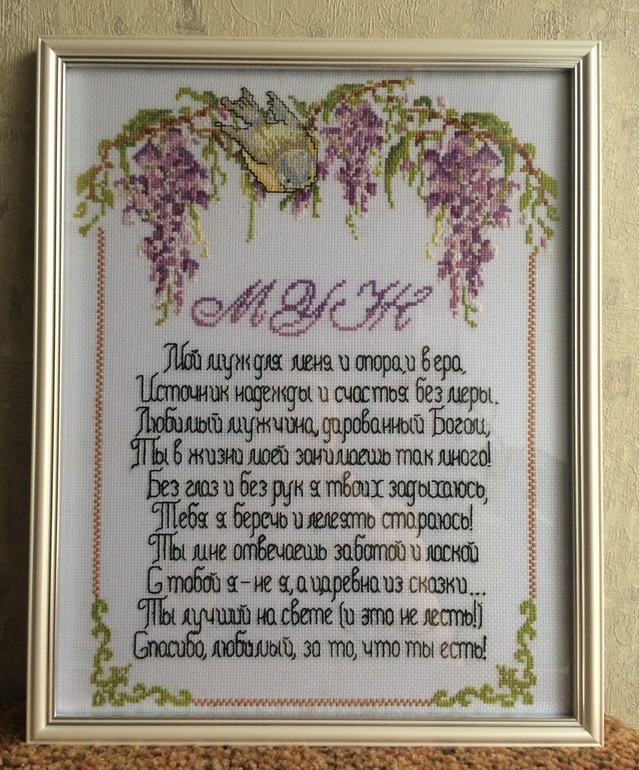 МУЖ
Мой муж для меня и опора, и вера,
Источник надежды и счастья без меры.
Любимый мужчина, дарованный Богом,
Ты в жизни моей занимаешь так много!
Без глаз и без рук я твоих задыхаюсь,
Тебя я беречь и лелеять стараюсь!
Ты мне отвечаешь заботой и лаской
С тобой я - не я, а царевна из сказки...
Ты лучший на свете (и это не лесть!)
Спасибо, любимый, за то, что ты есть!